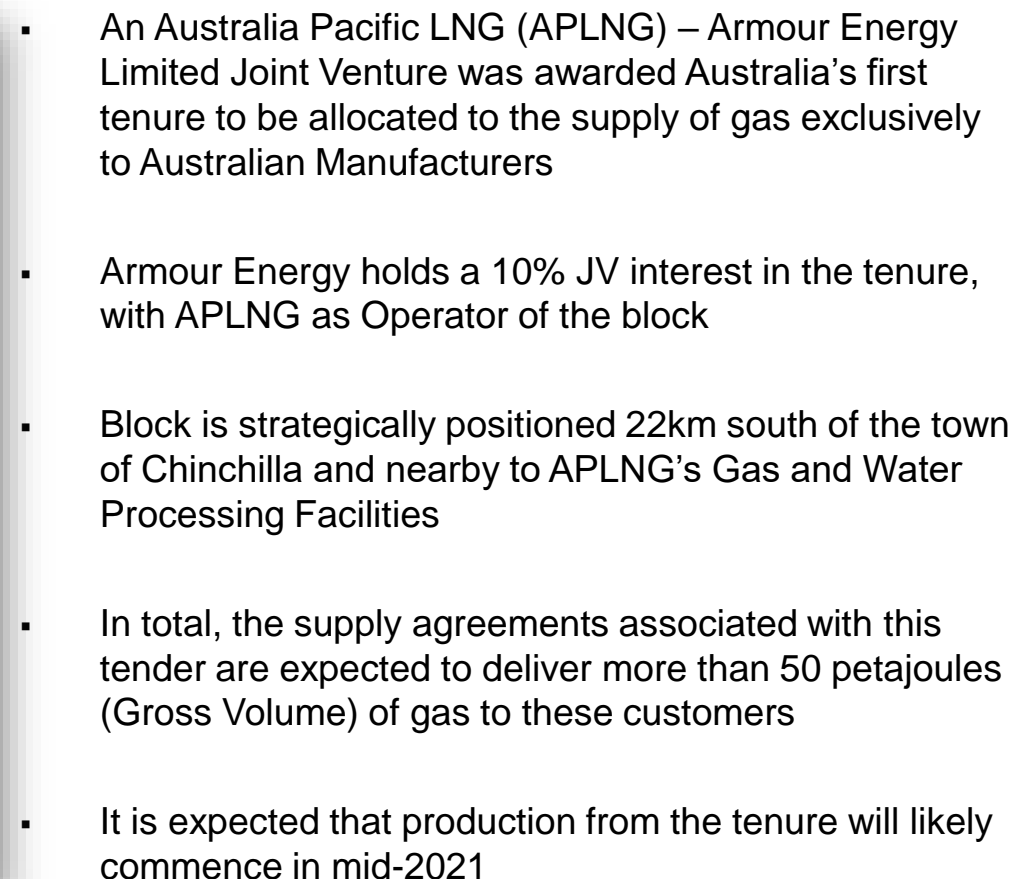 ▪ An Australia Pacific LNG (APLNG) – Armour Energy
Limited Joint Venture was awarded Australia’s first
tenure to be allocated to the supply of gas exclusively
to Australian Manufacturers
▪ Armour Energy holds a 10% JV interest in the tenure,
with APLNG as Operator of the block
▪ Block is strategically positioned 22km south of the town
of Chinchilla and nearby to APLNG’s Gas and Water
Processing Facilities
▪ In total, the supply agreements associated with this
tender are expected to deliver more than 50 petajoules
(Gross Volume) of gas to these customers
▪ It is expected that production from the tenure will likely
commence in mid-2021